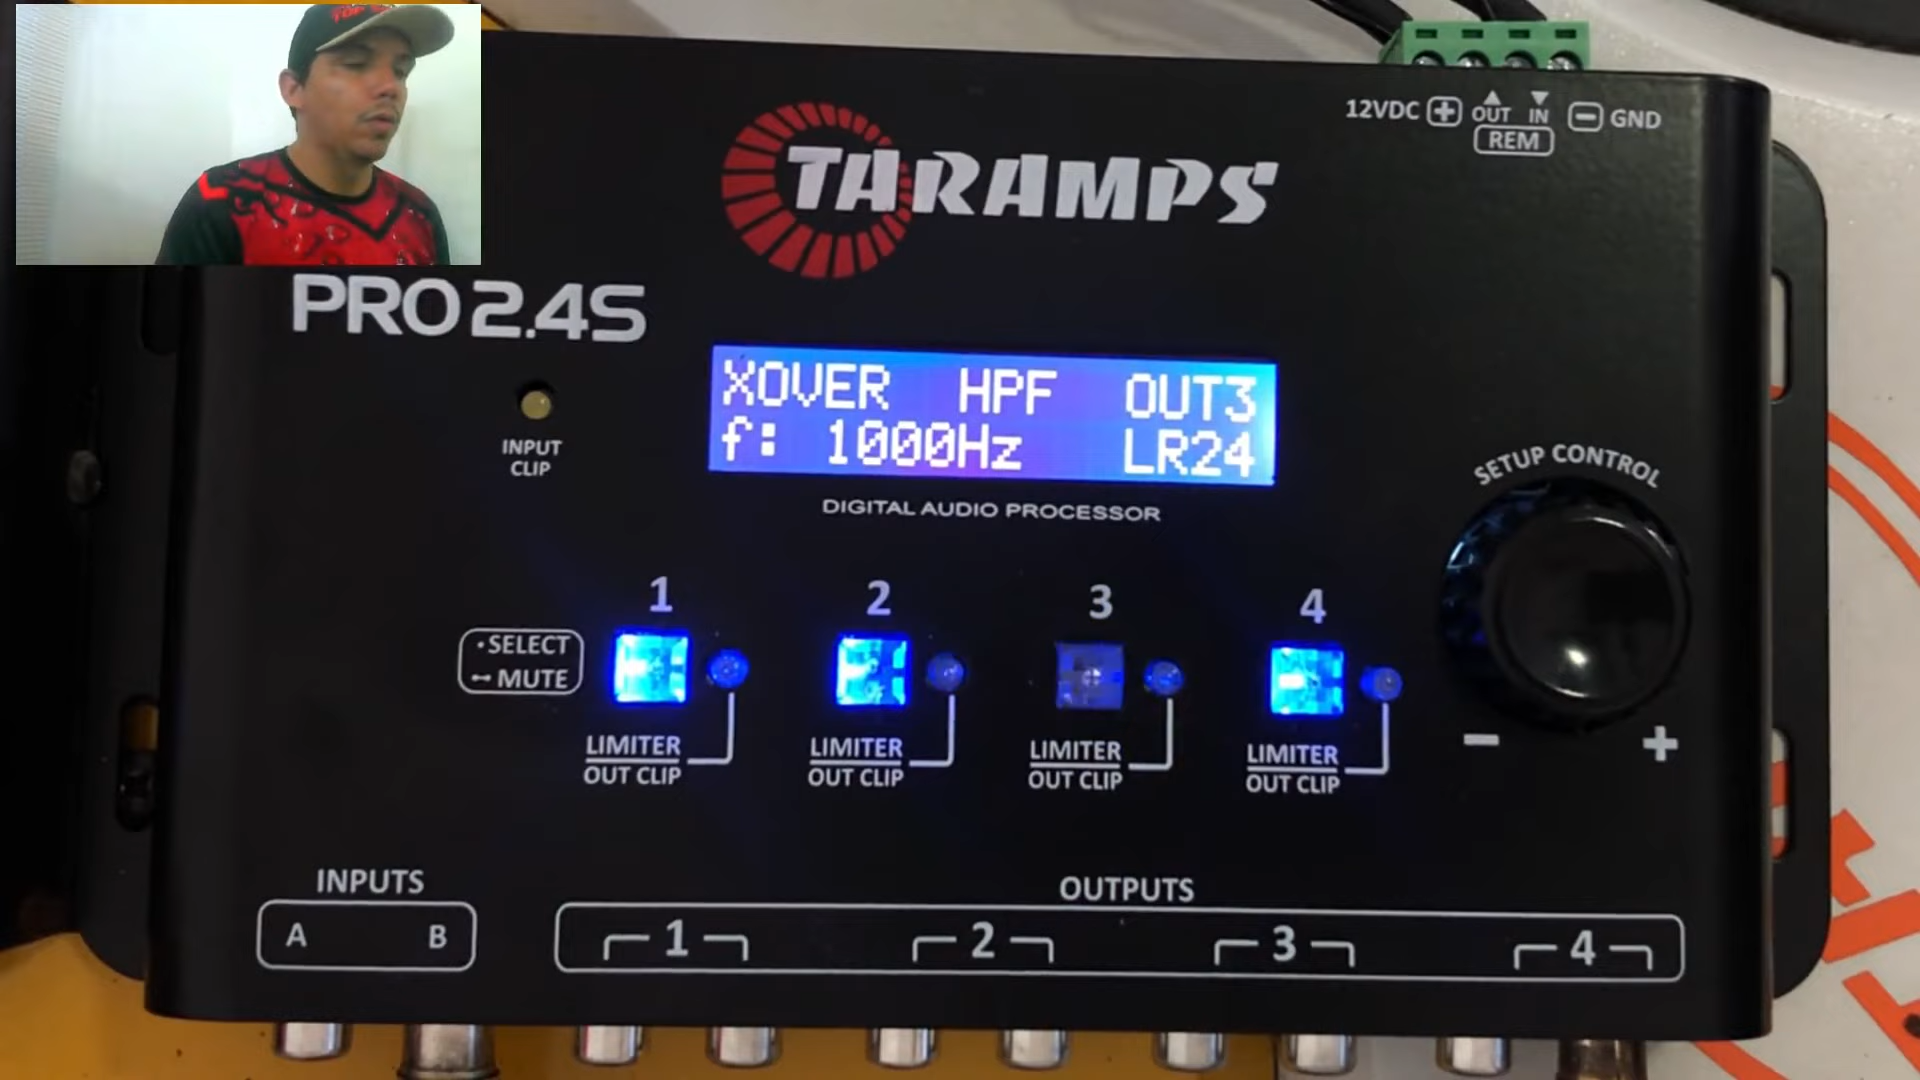 12VDC + OUT IN - GND
REM
TARAMPS
PRO 2.4S
XOVER HPF OUT3
f: 1000Hz LR24
INPUT
CLIP
DIGITAL AUDIO PROCESSOR
SETUP CONTROL
- +
1 2 3 4
SELECT
MUTE
LIMITER
OUT CLIP
LIMITER
OUT CLIP
LIMITER
OUT CLIP
LIMITER
OUT CLIP
INPUTS
A B
OUTPUTS
1 2 3 4